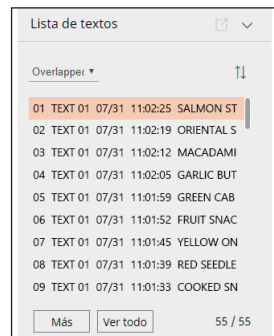 Lista de textos
Overlapped
01 TEXT 01 07/31 11:02:25 SALMON ST
02 TEXT 01 07/31 11:02:19 ORIENTAL S
03 TEXT 01 07/31 11:02:12 MACADAMI
04 TEXT 01 07/31 11:02:05 GARLIC BUT
05 TEXT 01 07/31 11:01:59 GREEN CAB
06 TEXT 01 07/31 11:01:52 FRUIT SNAC
07 TEXT 01 07/31 11:01:45 YELLOW ON
08 TEXT 01 07/31 11:01:39 RED SEEDLE
09 TEXT 01 07/31 11:01:33 COOKED SN
Más Ver todo 55 / 55